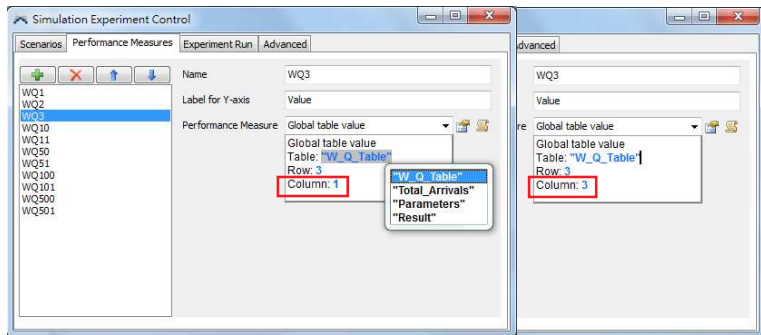 Simulation Experiment Control
Scenarios Performance Measures Experiment Run Advanced
WQ1
WQ2
WQ3
WQ10
WQ11
WQ50
WQ51
WQ100
WQ101
WQ500
WQ501
Name WQ3
Label for Y-axis Value
Performance Measure Global table value
Global table value
Table: "W_Q_Table"
Row: 3
Column: 1
"W_Q_Table"
"Total_Arrivals"
"Parameters"
"Result"
dvanced
WQ3
Value
re Global table value
Global table value
Table: "W_Q_Table"
Row: 3
Column: 3